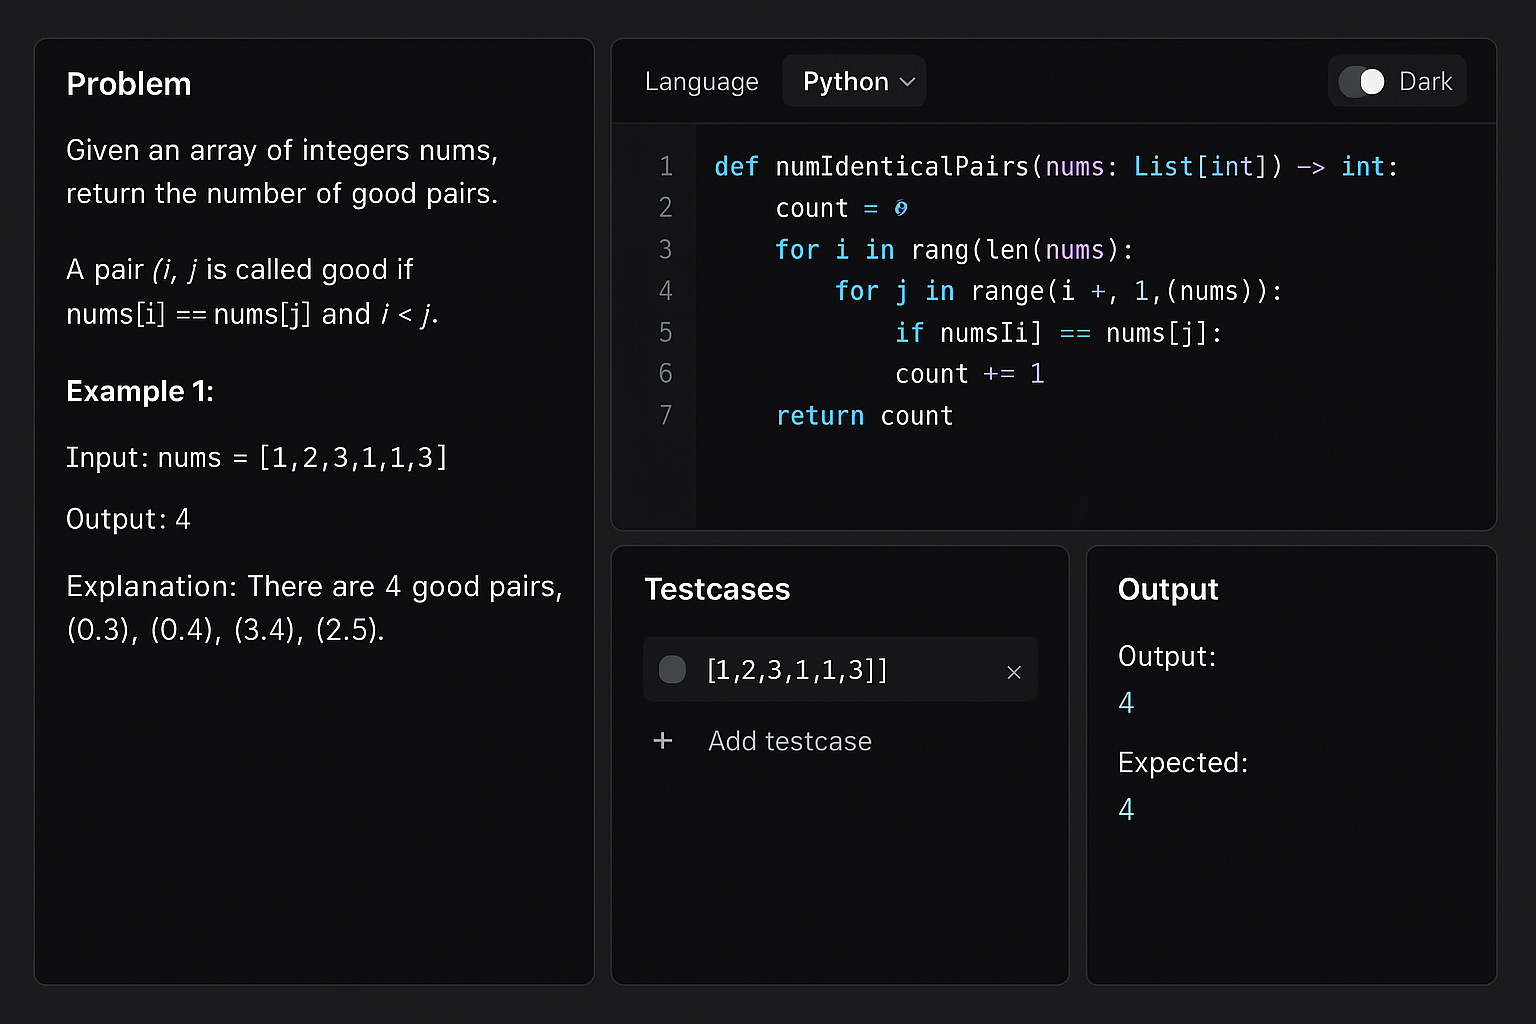 Problem
Given an array of integers nums,
return the number of good pairs.
A pair (i, j is called good if
nums[i] == nums[j] and i < j.
Example 1:
Input: nums = [1,2,3,1,1,3]
Output: 4
Explanation: There are 4 good pairs,
(0.3), (0.4), (3.4), (2.5).
Language Python Dark
1 def numIdenticalPairs(nums: List[int]) -> int:
2 count = 0
3 for i in rang(len(nums):
4 for j in range(i +, 1,(nums)):
5 if numsIi] == nums[j]:
6 count += 1
7 return count
Testcases
[1,2,3,1,1,3]] ×
+ Add testcase
Output
Output:
4
Expected:
4